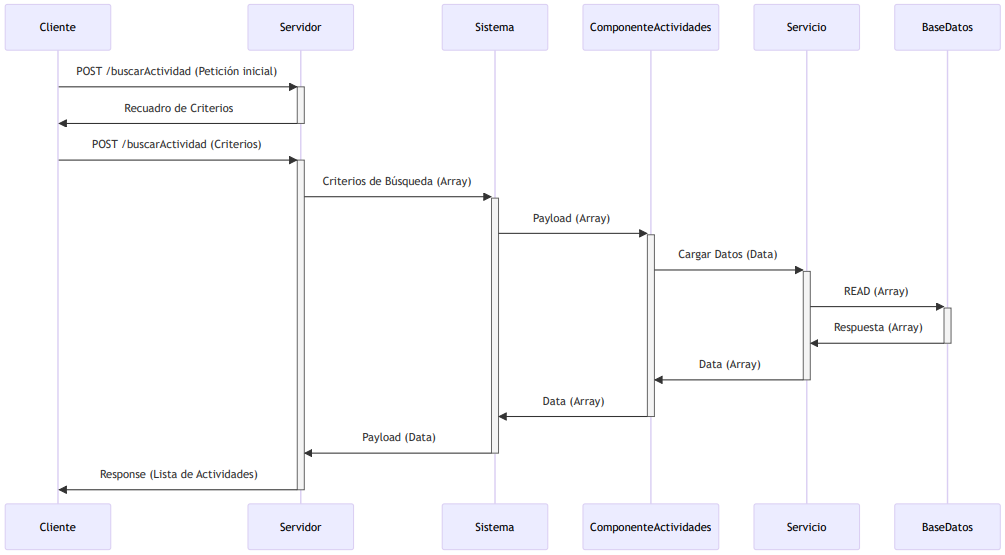 Cliente
Servidor
Sistema
ComponenteActividades
Servicio
BaseDatos
POST /buscarActividad (Petición inicial)
Recuadro de Criterios
POST /buscarActividad (Criterios)
Criterios de Búsqueda (Array)
Payload (Array)
Cargar Datos (Data)
READ (Array)
Respuesta (Array)
Data (Array)
Data (Array)
Payload (Data)
Response (Lista de Actividades)
Cliente
Servidor
Sistema
ComponenteActividades
Servicio
BaseDatos